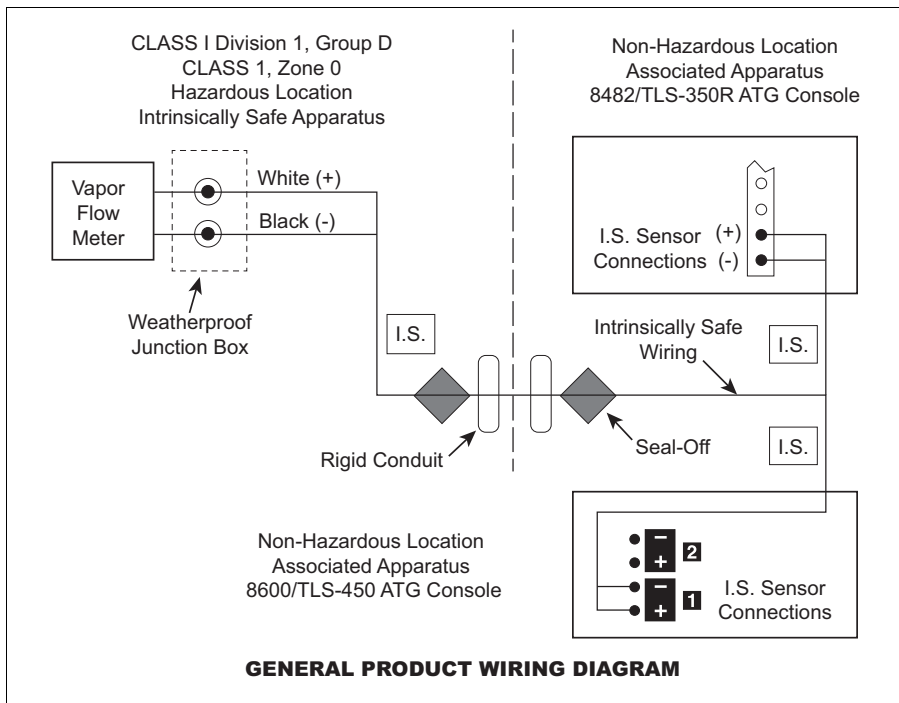 CLASS I Division 1, Group D
CLASS 1, Zone 0
Hazardous Location
Intrinsically Safe Apparatus
Non-Hazardous Location
Associated Apparatus
8482/TLS-350R ATG Console
Vapor
Flow
Meter
White (+)
Black (-)
Weatherproof
Junction Box
I.S.
I.S. Sensor
Connections
(+)
(-)
Intrinsically Safe
Wiring
I.S.
Rigid Conduit
Seal-Off
I.S.
Non-Hazardous Location
Associated Apparatus
8600/TLS-450 ATG Console
− 
+
2
−
+
1
I.S. Sensor
Connections
GENERAL PRODUCT WIRING DIAGRAM